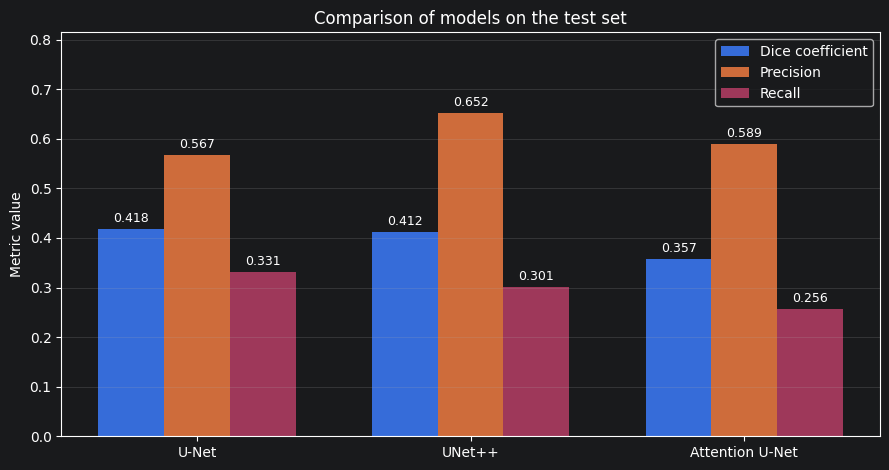 Comparison of models on the test set
Dice coefficient
Precision
Recall
Metric value
0.8
0.7
0.6
0.5
0.4
0.3
0.2
0.1
0.0
0.418
0.567
0.331
0.412
0.652
0.301
0.357
0.589
0.256
U-Net
UNet++
Attention U-Net